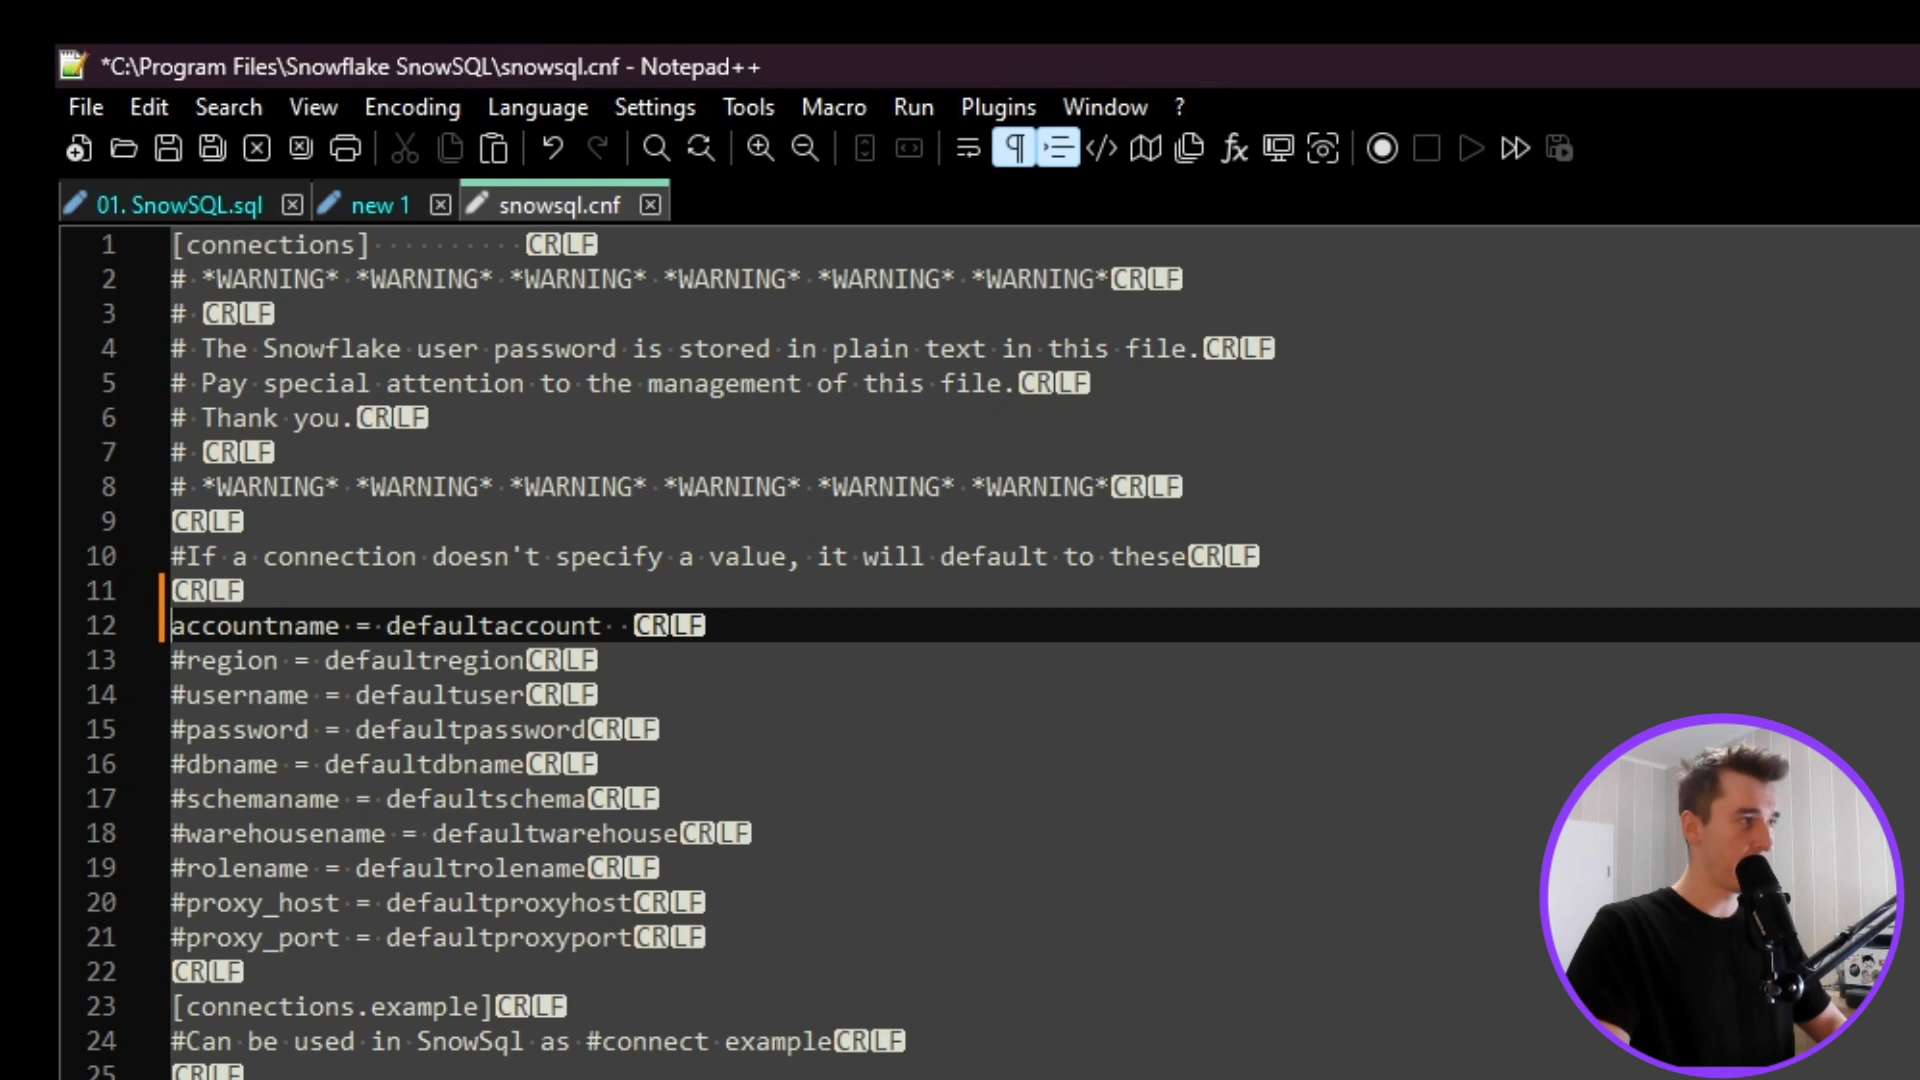 *C:\Program Files\Snowflake SnowSQL\snowsql.cnf - Notepad++
File Edit Search View Encoding Language Settings Tools Macro Run Plugins Window ?
01. SnowSQL.sql new 1 snowsql.cnf
1 [connections] CRLF
2 # *WARNING* *WARNING* *WARNING* *WARNING* *WARNING* *WARNING*CRLF
3 # CRLF
4 # The Snowflake user password is stored in plain text in this file.CRLF
5 # Pay special attention to the management of this file.CRLF
6 # Thank you.CRLF
7 # CRLF
8 # *WARNING* *WARNING* *WARNING* *WARNING* *WARNING* *WARNING*CRLF
9 CRLF
10 #If a connection doesn't specify a value, it will default to theseCRLF
11 CRLF
12 accountname = defaultaccount CRLF
13 #region = defaultregionCRLF
14 #username = defaultuserCRLF
15 #password = defaultpasswordCRLF
16 #dbname = defaultdbnameCRLF
17 #schemaname = defaultschemaCRLF
18 #warehousename = defaultwarehouseCRLF
19 #rolename = defaultrolenameCRLF
20 #proxy_host = defaultproxyhostCRLF
21 #proxy_port = defaultproxyportCRLF
22 CRLF
23 [connections.example]CRLF
24 #Can be used in SnowSql as #connect exampleCRLF
25 CRLF